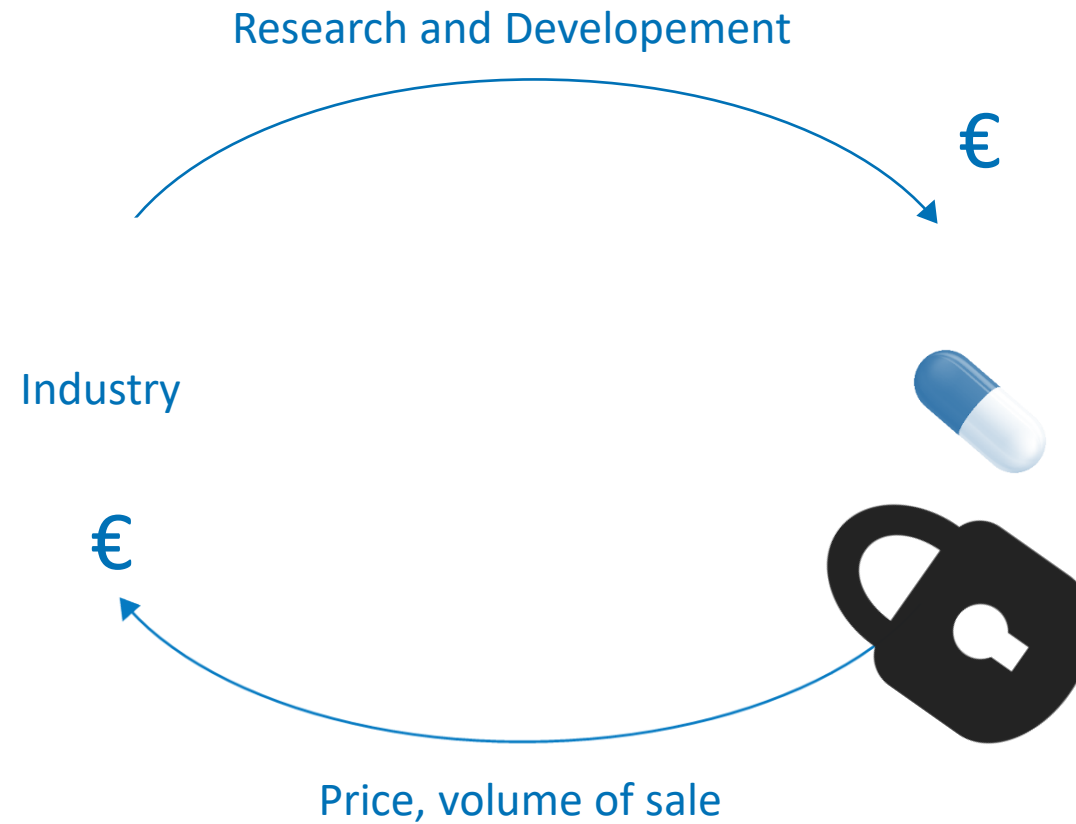 Research and Developement
€
Industry
€
Price, volume of sale